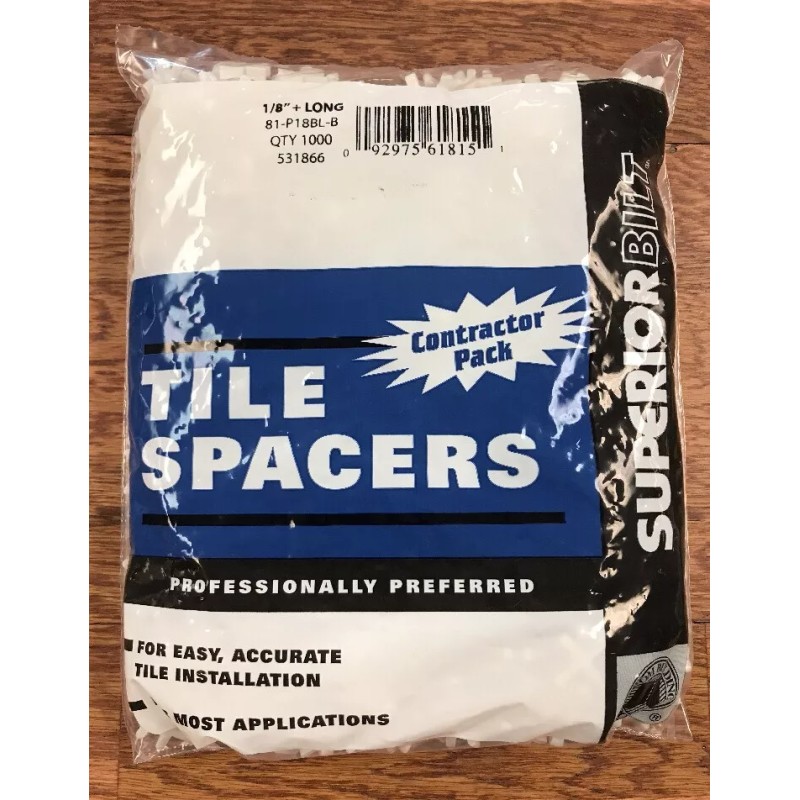 1/8" + LONG
81-P18BL-B
QTY 1000
531866
0 92975 61815 1
Contractor
Pack
TILE
SPACERS
PROFESSIONALLY PREFERRED
FOR EASY, ACCURATE
TILE INSTALLATION
MOST APPLICATIONS
SUPERIORBILT
®